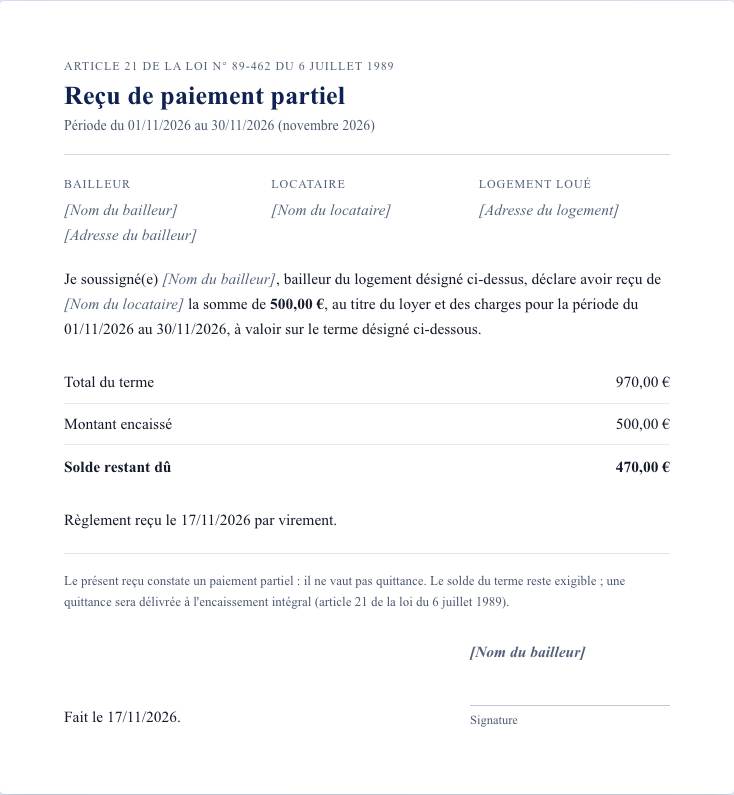 ARTICLE 21 DE LA LOI N° 89-462 DU 6 JUILLET 1989
Reçu de paiement partiel
Période du 01/11/2026 au 30/11/2026 (novembre 2026)
BAILLEUR
[Nom du bailleur]
[Adresse du bailleur]
LOCATAIRE
[Nom du locataire]
LOGEMENT LOUÉ
[Adresse du logement]
Je soussigné(e) [Nom du bailleur], bailleur du logement désigné ci-dessus, déclare avoir reçu de
[Nom du locataire] la somme de 500,00 €, au titre du loyer et des charges pour la période du
01/11/2026 au 30/11/2026, à valoir sur le terme désigné ci-dessous.
Total du terme 970,00 €
Montant encaissé 500,00 €
Solde restant dû 470,00 €
Règlement reçu le 17/11/2026 par virement.
Le présent reçu constate un paiement partiel : il ne vaut pas quittance. Le solde du terme reste exigible ; une
quittance sera délivrée à l'encaissement intégral (article 21 de la loi du 6 juillet 1989).
[Nom du bailleur]
Fait le 17/11/2026.
Signature